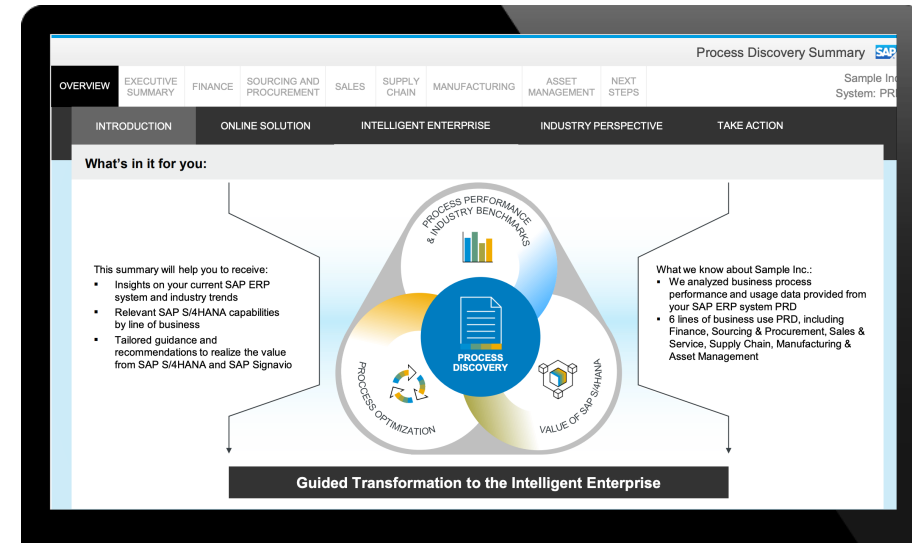 Process Discovery Summary SAP
OVERVIEW
EXECUTIVE
SUMMARY
FINANCE
SOURCING AND
PROCUREMENT
SALES
SUPPLY
CHAIN
MANUFACTURING
ASSET
MANAGEMENT
NEXT
STEPS
Sample Inc
System: PR
INTRODUCTION
ONLINE SOLUTION
INTELLIGENT ENTERPRISE
INDUSTRY PERSPECTIVE
TAKE ACTION
What's in it for you:
This summary will help you to receive:
▪ Insights on your current SAP ERP
system and industry trends
▪ Relevant SAP S/4HANA capabilities
by line of business
▪ Tailored guidance and
recommendations to realize the value
from SAP S/4HANA and SAP Signavio
PROCESS PERFORMANCE
& INDUSTRY BENCHMARKS
PROCESS
DISCOVERY
PROCCESS OPTIMIZATION
VALUE OF SAP S/4HANA
What we know about Sample Inc.:
▪ We analyzed business process
performance and usage data provided from
your SAP ERP system PRD
▪ 6 lines of business use PRD, including
Finance, Sourcing & Procurement, Sales &
Service, Supply Chain, Manufacturing &
Asset Management
Guided Transformation to the Intelligent Enterprise